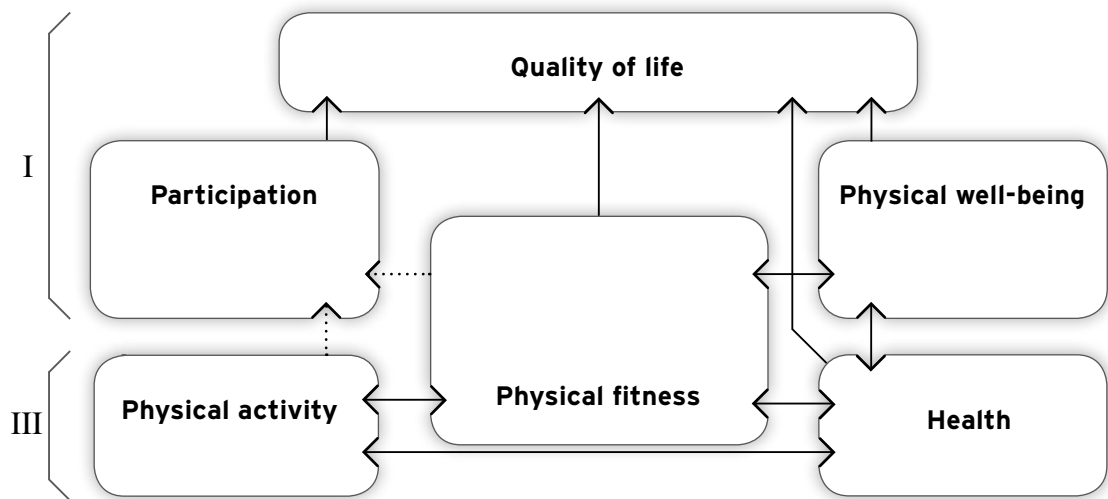 Quality of life
I
Participation
Physical well-being
Physical fitness
III
Physical activity
Health